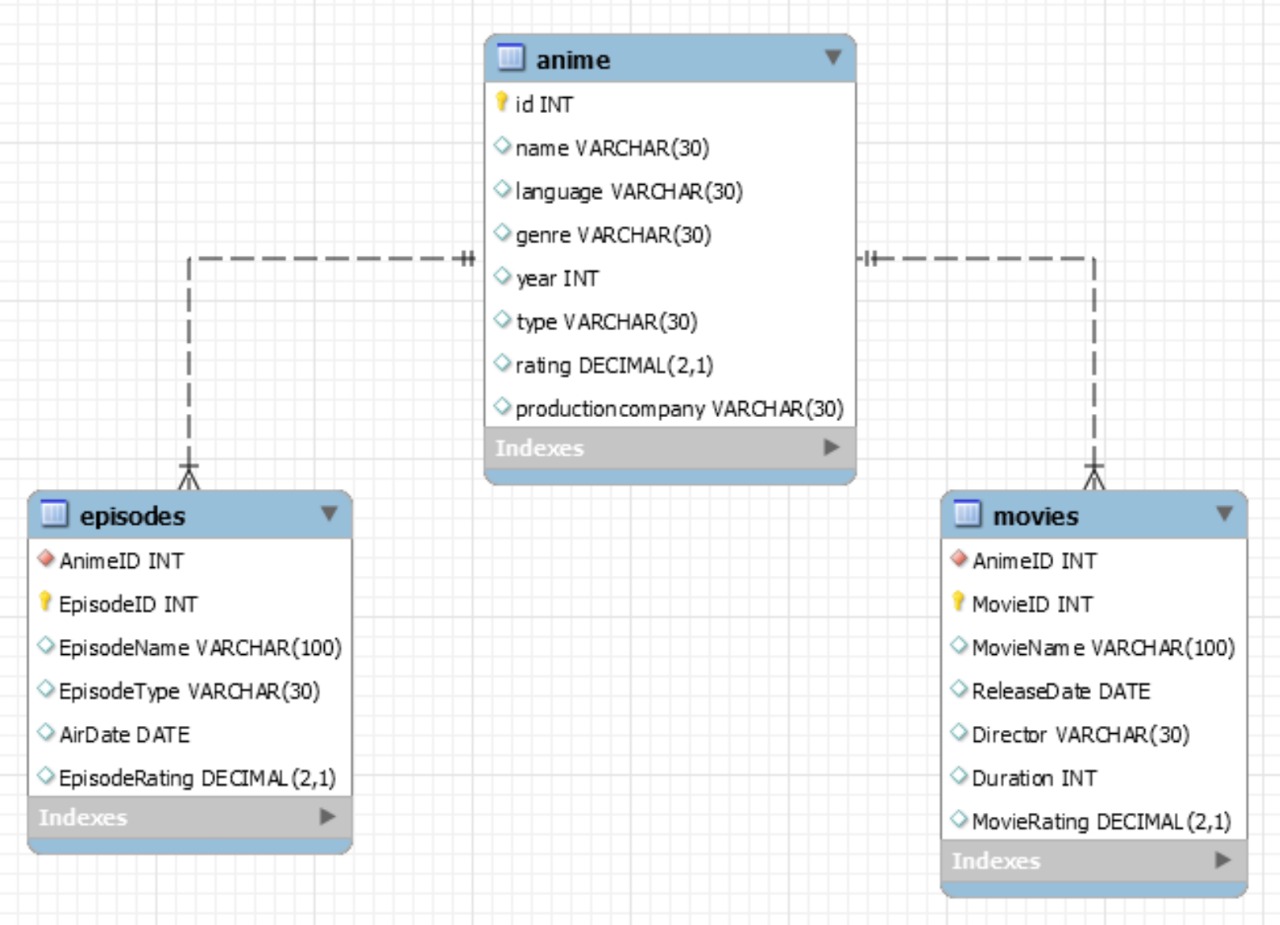 anime
id INT
name VARCHAR(30)
language VARCHAR(30)
genre VARCHAR(30)
year INT
type VARCHAR(30)
rating DECIMAL(2,1)
productioncompany VARCHAR(30)
Indexes
episodes
AnimeID INT
EpisodeID INT
EpisodeName VARCHAR(100)
EpisodeType VARCHAR(30)
AirDate DATE
EpisodeRating DECIMAL(2,1)
Indexes
movies
AnimeID INT
MovieID INT
MovieName VARCHAR(100)
ReleaseDate DATE
Director VARCHAR(30)
Duration INT
MovieRating DECIMAL(2,1)
Indexes